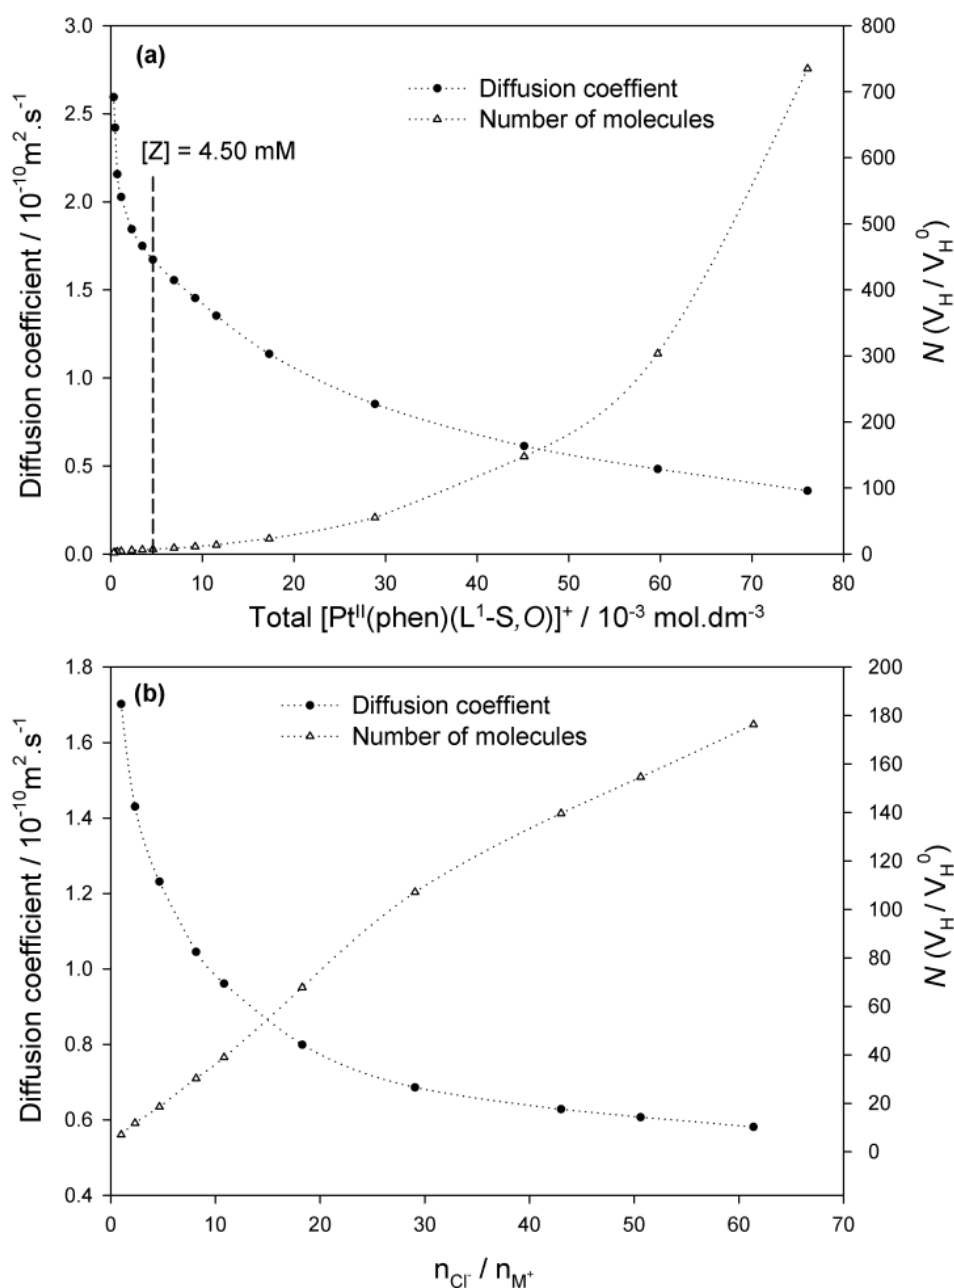 (a)
Diffusion coeffient
Number of molecules
[Z] = 4.50 mM
Diffusion coefficient / 10⁻¹⁰m².s⁻¹
3.0
2.5
2.0
1.5
1.0
0.5
0.0
N (V_H / V_H⁰)
800
700
600
500
400
300
200
100
0
0 10 20 30 40 50 60 70 80
Total [Ptᴵᴵ(phen)(L¹-S,O)]⁺ / 10⁻³ mol.dm⁻³
(b)
Diffusion coeffient
Number of molecules
Diffusion coefficient / 10⁻¹⁰m².s⁻¹
1.8
1.6
1.4
1.2
1.0
0.8
0.6
0.4
N (V_H / V_H⁰)
200
180
160
140
120
100
80
60
40
20
0
0 10 20 30 40 50 60 70
n_Cl⁻ / n_M⁺